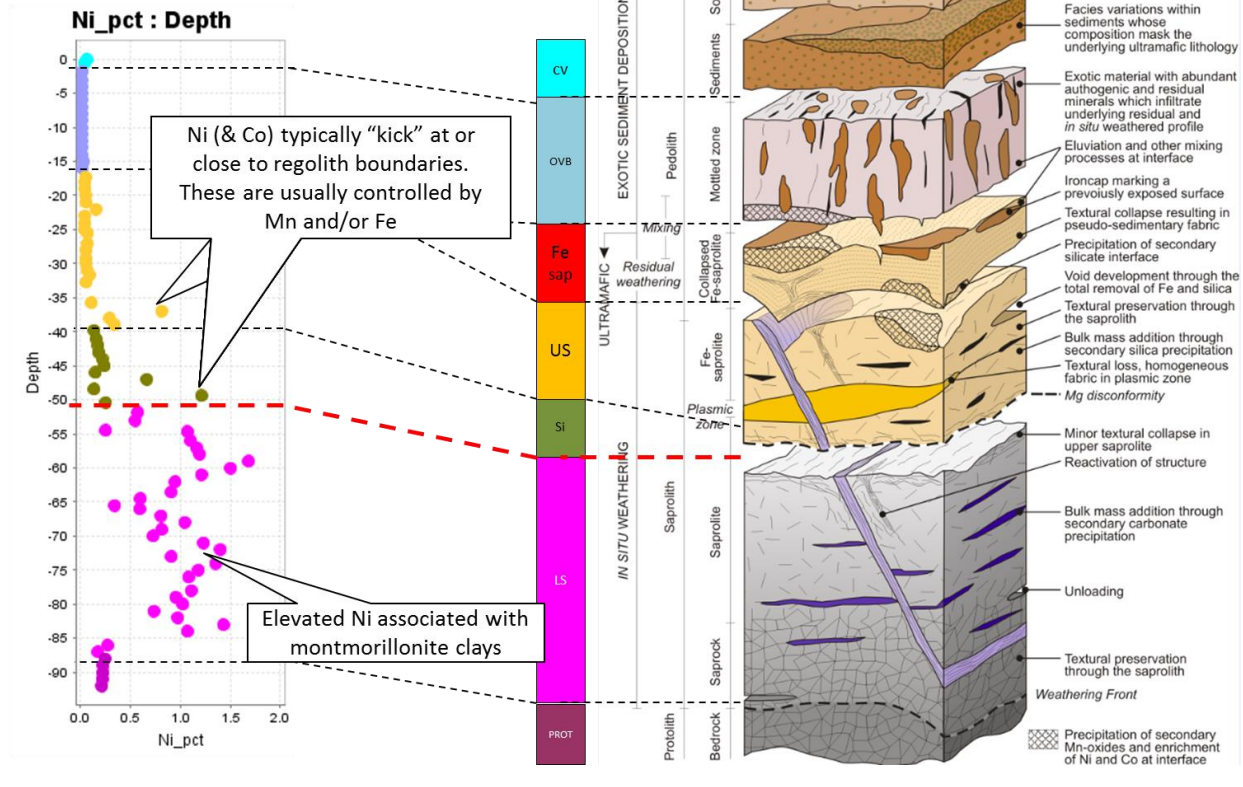 Ni_pct : Depth
0
-5
-10
-15
-20
-25
-30
-35
-40
-45
-50
-55
-60
-65
-70
-75
-80
-85
-90
Depth
0.0
0.5
1.0
1.5
2.0
Ni_pct
Ni (& Co) typically “kick” at or
close to regolith boundaries.
These are usually controlled by
Mn and/or Fe
Elevated Ni associated with
montmorillonite clays
CV
OVB
Fe
sap
US
Si
LS
PROT
EXOTIC SEDIMENT DEPOSITION
ULTRAMAFIC
IN SITU WEATHERING
Pedolith
Mixing
Residual
weathering
Saprolith
Protolith
Sediments
Mottled zone
Collapsed
Fe-saprolite
Fe-
saprolite
Plasmic
zone
Saprolite
Saprock
Bedrock
Facies variations within
sediments whose
composition mask the
underlying ultramafic lithology
Exotic material with abundant
authogenic and residual
minerals which infiltrate
underlying residual and
in situ weathered profile
Eluviation and other mixing
processes at interface
Ironcap marking a
prevoiusly exposed surface
Textural collapse resulting in
pseudo-sedimentary fabric
Precipitation of secondary
silicate interface
Void development through the
total removal of Fe and silica
Textural preservation through
the saprolith
Bulk mass addition through
secondary silica precipitation
Textural loss, homogeneous
fabric in plasmic zone
Mg disconformity
Minor textural collapse in
upper saprolite
Reactivation of structure
Bulk mass addition through
secondary carbonate
precipitation
Unloading
Textural preservation
through the saprolith
Weathering Front
Precipitation of secondary
Mn-oxides and enrichment
of Ni and Co at interface